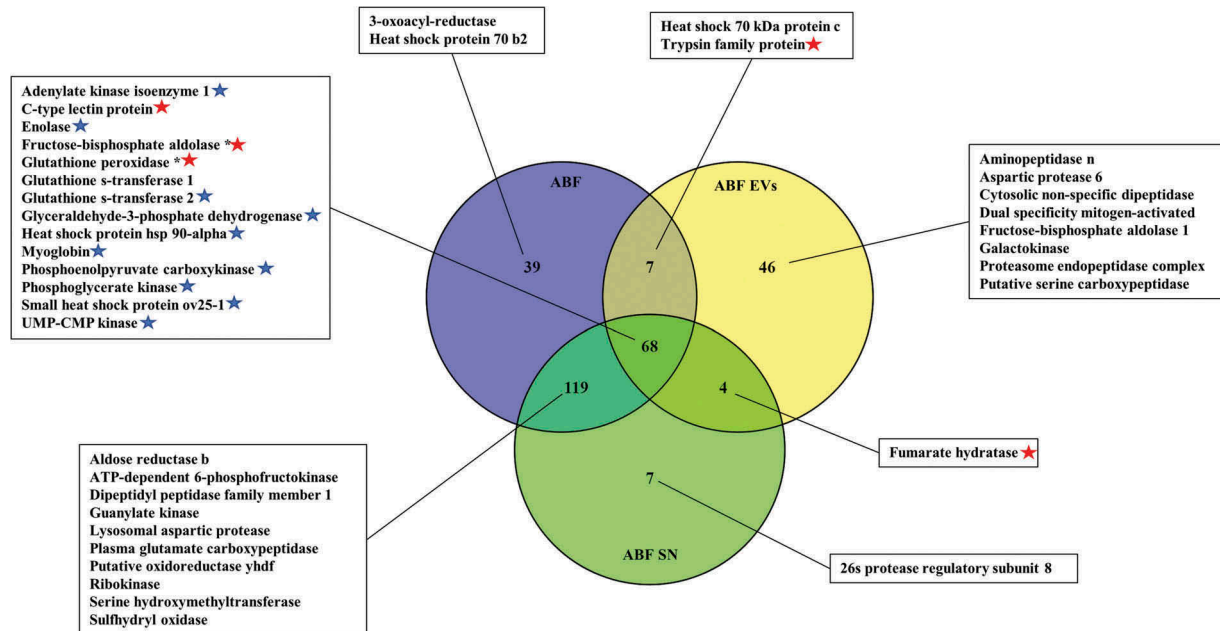 3-oxoacyl-reductase
Heat shock protein 70 b2
Heat shock 70 kDa protein c
Trypsin family protein
Adenylate kinase isoenzyme 1
C-type lectin protein
Enolase
Fructose-bisphosphate aldolase *
Glutathione peroxidase *
Glutathione s-transferase 1
Glutathione s-transferase 2
Glyceraldehyde-3-phosphate dehydrogenase
Heat shock protein hsp 90-alpha
Myoglobin
Phosphoenolpyruvate carboxykinase
Phosphoglycerate kinase
Small heat shock protein ov25-1
UMP-CMP kinase
Aminopeptidase n
Aspartic protease 6
Cytosolic non-specific dipeptidase
Dual specificity mitogen-activated
Fructose-bisphosphate aldolase 1
Galactokinase
Proteasome endopeptidase complex
Putative serine carboxypeptidase
ABF
ABF EVs
39
7
46
68
119
4
7
ABF SN
Fumarate hydratase
Aldose reductase b
ATP-dependent 6-phosphofructokinase
Dipeptidyl peptidase family member 1
Guanylate kinase
Lysosomal aspartic protease
Plasma glutamate carboxypeptidase
Putative oxidoreductase yhdf
Ribokinase
Serine hydroxymethyltransferase
Sulfhydryl oxidase
26s protease regulatory subunit 8